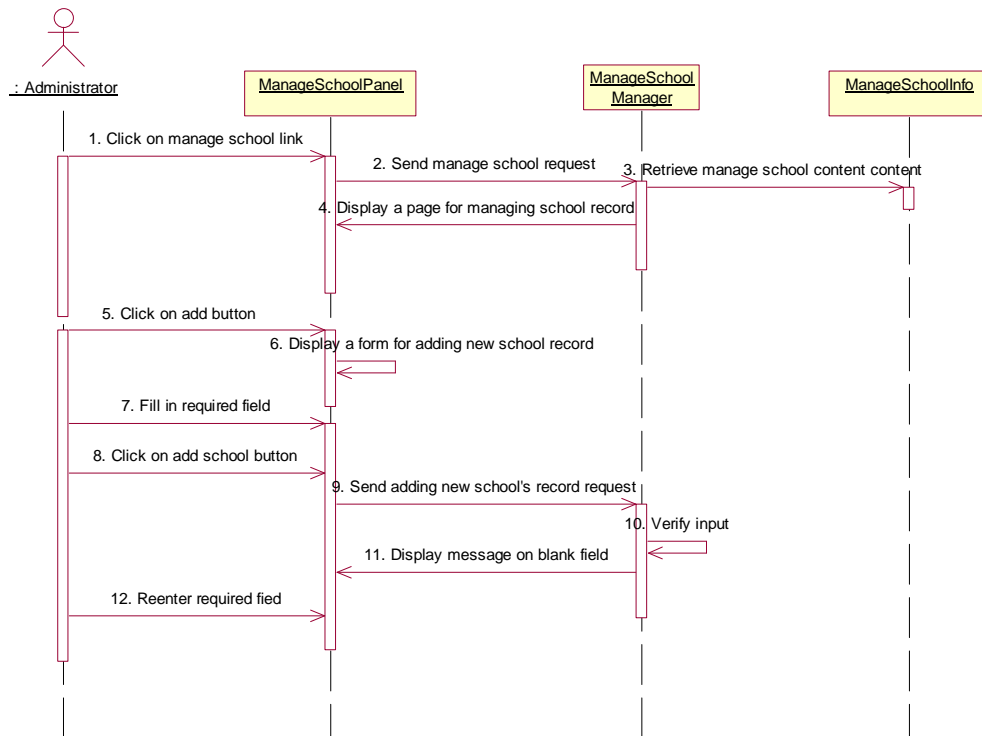 : Administrator
ManageSchoolPanel
ManageSchool
Manager
ManageSchoolInfo
1. Click on manage school link
2. Send manage school request
3. Retrieve manage school content content
4. Display a page for managing school record
5. Click on add button
6. Display a form for adding new school record
7. Fill in required field
8. Click on add school button
9. Send adding new school's record request
10. Verify input
11. Display message on blank field
12. Reenter required fied